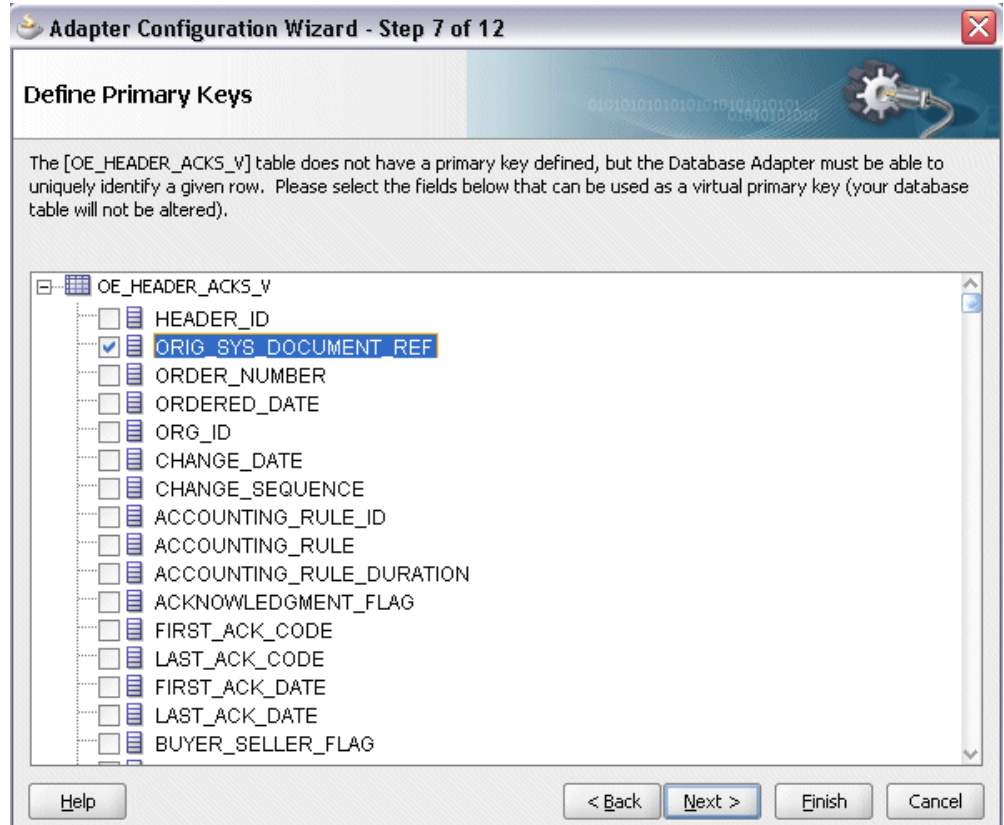 Adapter Configuration Wizard - Step 7 of 12
Define Primary Keys
The [OE_HEADER_ACKS_V] table does not have a primary key defined, but the Database Adapter must be able to
uniquely identify a given row. Please select the fields below that can be used as a virtual primary key (your database
table will not be altered).
OE_HEADER_ACKS_V
HEADER_ID
ORIG_SYS_DOCUMENT_REF
ORDER_NUMBER
ORDERED_DATE
ORG_ID
CHANGE_DATE
CHANGE_SEQUENCE
ACCOUNTING_RULE_ID
ACCOUNTING_RULE
ACCOUNTING_RULE_DURATION
ACKNOWLEDGMENT_FLAG
FIRST_ACK_CODE
LAST_ACK_CODE
FIRST_ACK_DATE
LAST_ACK_DATE
BUYER_SELLER_FLAG
Help < Back Next > Finish Cancel